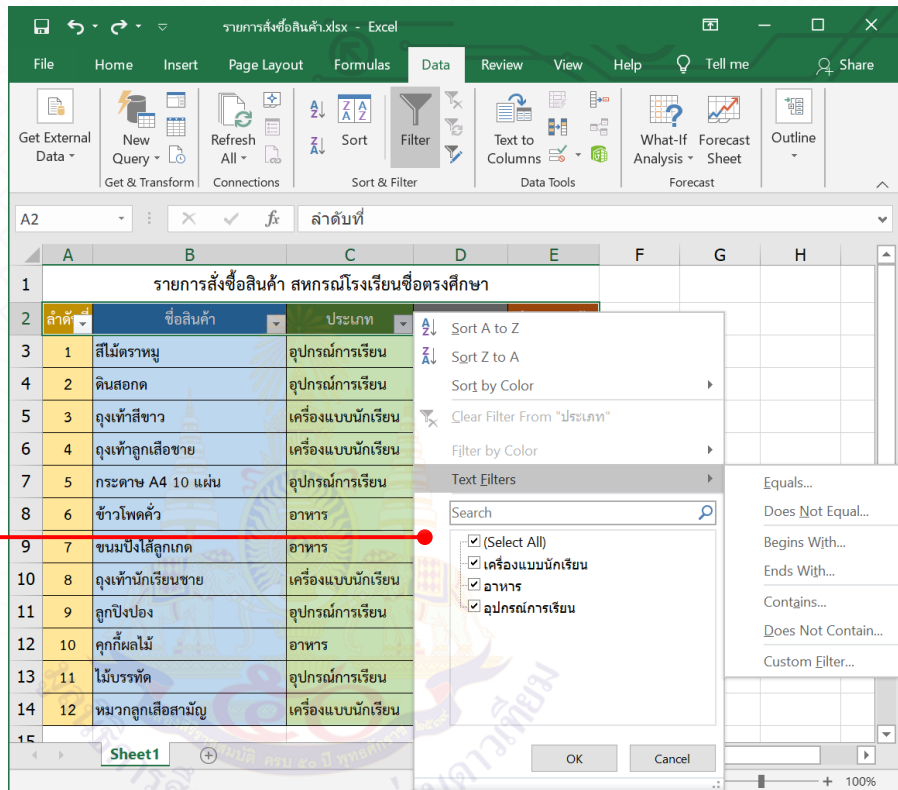 รายการสั่งซื้อสินค้า.xlsx - Excel
File Home Insert Page Layout Formulas Data Review View Help Tell me Share
Get External Data
New Query
Get & Transform
Refresh All
Connections
Sort
Filter
Sort & Filter
Text to Columns
Data Tools
What-If Analysis
Forecast Sheet
Forecast
Outline
A2 fx ลำดับที่
A B C D E F G H
1 รายการสั่งซื้อสินค้า สหกรณ์โรงเรียนซื่อตรงศึกษา
2 ชื่อสินค้า ประเภท
3 1 สีไม้ตราหมู อุปกรณ์การเรียน
4 2 ดินสอกด อุปกรณ์การเรียน
5 3 ถุงเท้าสีขาว เครื่องแบบนักเรียน
6 4 ถุงเท้าลูกเสือชาย เครื่องแบบนักเรียน
7 5 กระดาษ A4 10 แผ่น อุปกรณ์การเรียน
8 6 ข้าวโพดคั่ว อาหาร
9 7 ขนมปังไส้ลูกเกด อาหาร
10 8 ถุงเท้านักเรียนชาย เครื่องแบบนักเรียน
11 9 ลูกปิงปอง อุปกรณ์การเรียน
12 10 คุกกี้ผลไม้ อาหาร
13 11 ไม้บรรทัด อุปกรณ์การเรียน
14 12 หมวกลูกเสือสามัญ เครื่องแบบนักเรียน
15
Sort A to Z
Sort Z to A
Sort by Color
Clear Filter From "ประเภท"
Filter by Color
Text Filters
Search
(Select All)
เครื่องแบบนักเรียน
อาหาร
อุปกรณ์การเรียน
OK Cancel
Equals...
Does Not Equal...
Begins With...
Ends With...
Contains...
Does Not Contain...
Custom Filter...
Sheet1
100%